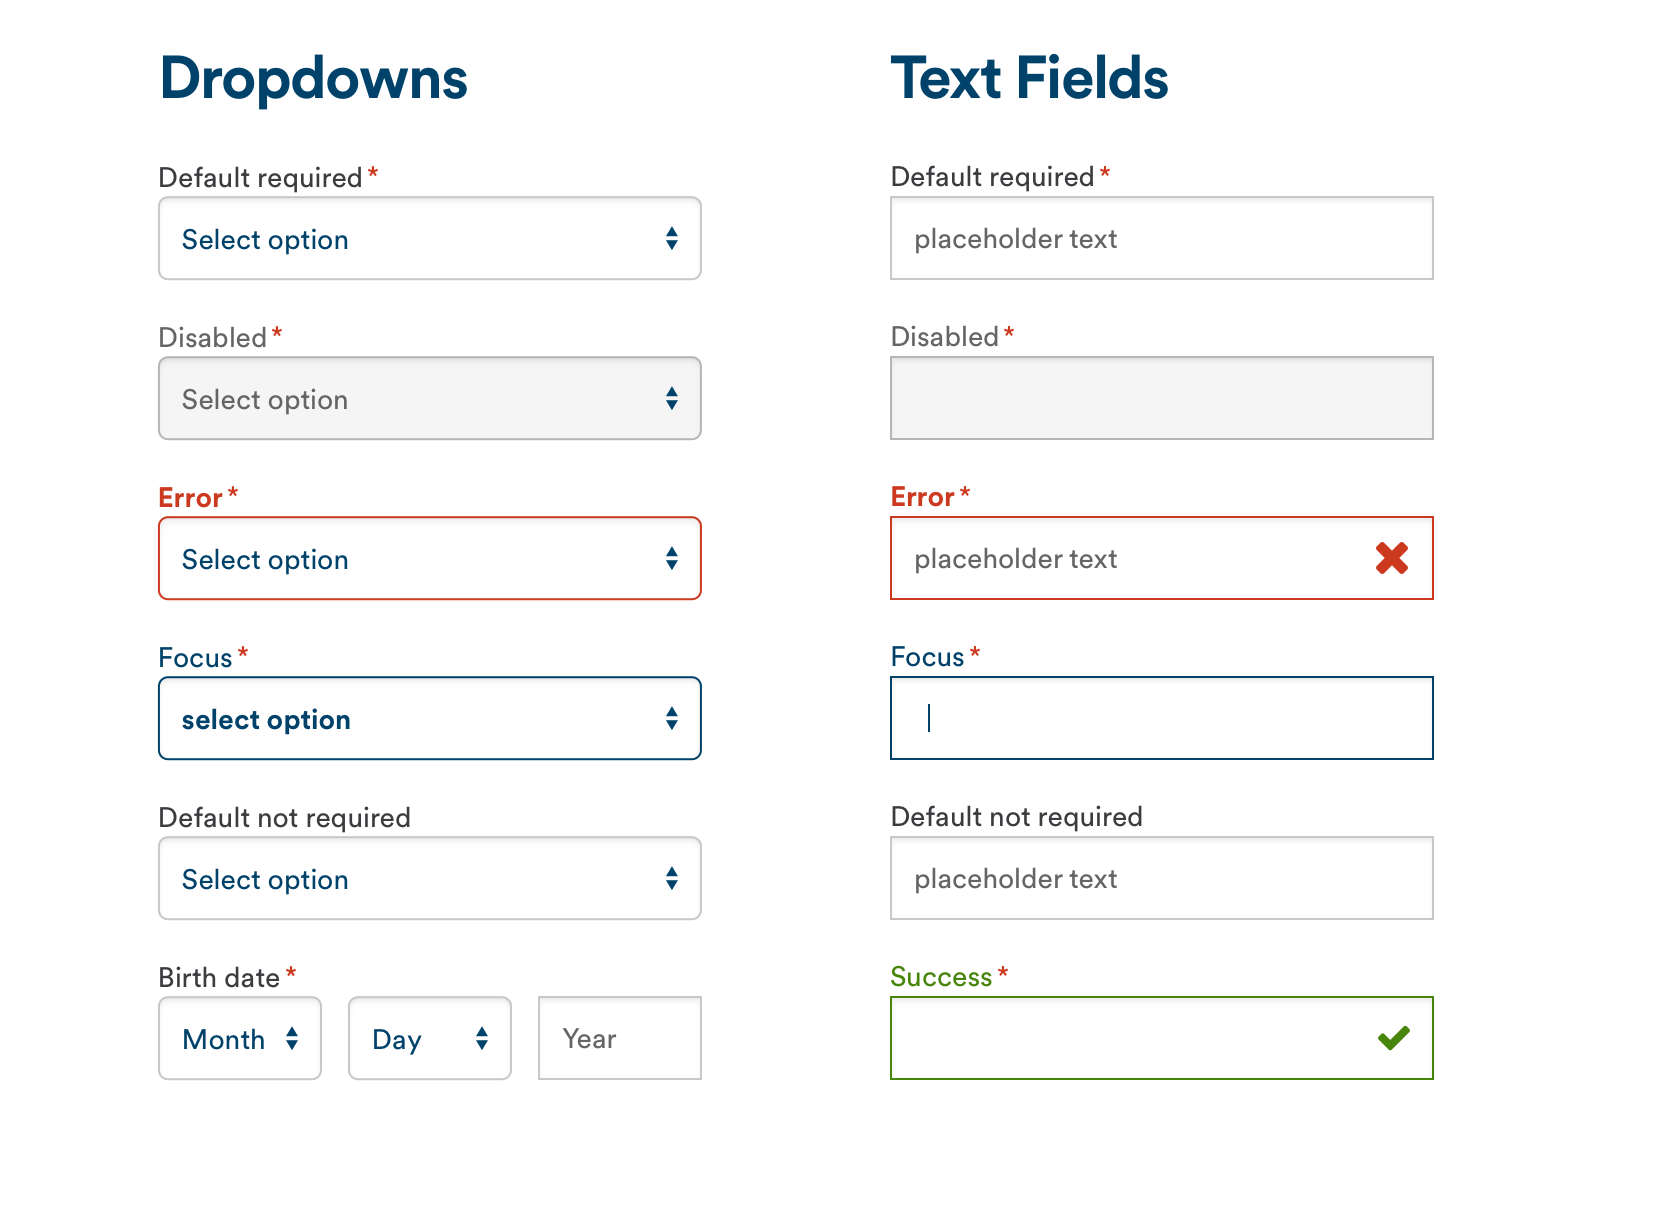 Dropdowns
Default required*
Select option
Disabled*
Select option
Error*
Select option
Focus*
select option
Default not required
Select option
Birth date*
Month
Day
Year
Text Fields
Default required*
placeholder text
Disabled*
Error*
placeholder text
Focus*
Default not required
placeholder text
Success*